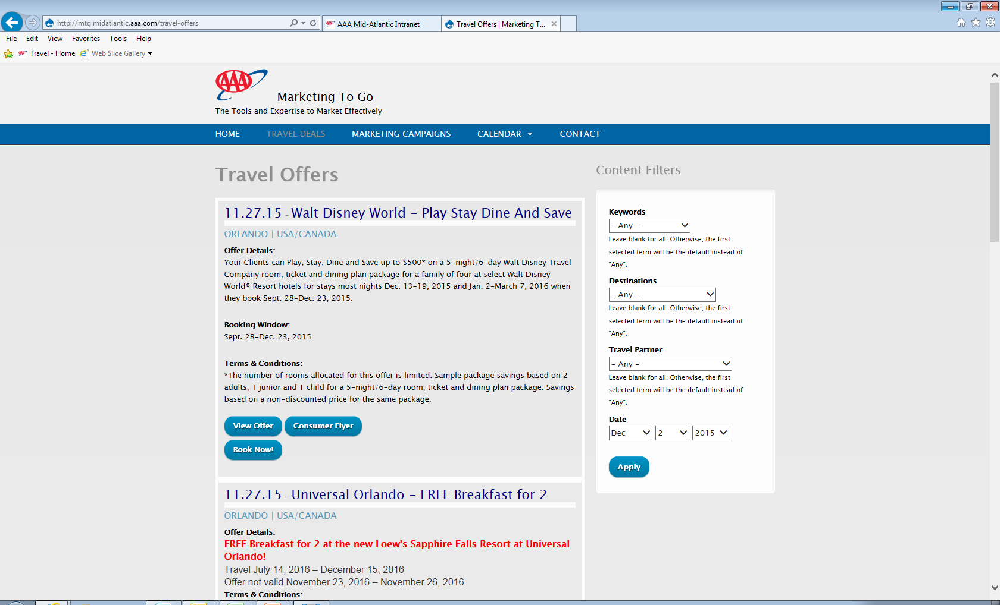 http://mtg.midatlantic.aaa.com/travel-offers
AAA Mid-Atlantic Intranet
Travel Offers | Marketing T...
File Edit View Favorites Tools Help
Travel - Home Web Slice Gallery
AAA
Marketing To Go
The Tools and Expertise to Market Effectively
HOME TRAVEL DEALS MARKETING CAMPAIGNS CALENDAR CONTACT
Travel Offers
11.27.15 - Walt Disney World – Play Stay Dine And Save
ORLANDO | USA/CANADA
Offer Details:
Your Clients can Play, Stay, Dine and Save up to $500* on a 5-night/6-day Walt Disney Travel
Company room, ticket and dining plan package for a family of four at select Walt Disney
World® Resort hotels for stays most nights Dec. 13-19, 2015 and Jan. 2-March 7, 2016 when
they book Sept. 28-Dec. 23, 2015.
Booking Window:
Sept. 28-Dec. 23, 2015
Terms & Conditions:
*The number of rooms allocated for this offer is limited. Sample package savings based on 2
adults, 1 junior and 1 child for a 5-night/6-day room, ticket and dining plan package. Savings
based on a non-discounted price for the same package.
View Offer Consumer Flyer
Book Now!
11.27.15 - Universal Orlando – FREE Breakfast for 2
ORLANDO | USA/CANADA
Offer Details:
FREE Breakfast for 2 at the new Loew's Sapphire Falls Resort at Universal
Orlando!
Travel July 14, 2016 – December 15, 2016
Offer not valid November 23, 2016 – November 26, 2016
Terms & Conditions:
Content Filters
Keywords
- Any -
Leave blank for all. Otherwise, the first
selected term will be the default instead of
"Any".
Destinations
- Any -
Leave blank for all. Otherwise, the first
selected term will be the default instead of
"Any".
Travel Partner
- Any -
Leave blank for all. Otherwise, the first
selected term will be the default instead of
"Any".
Date
Dec 2 2015
Apply